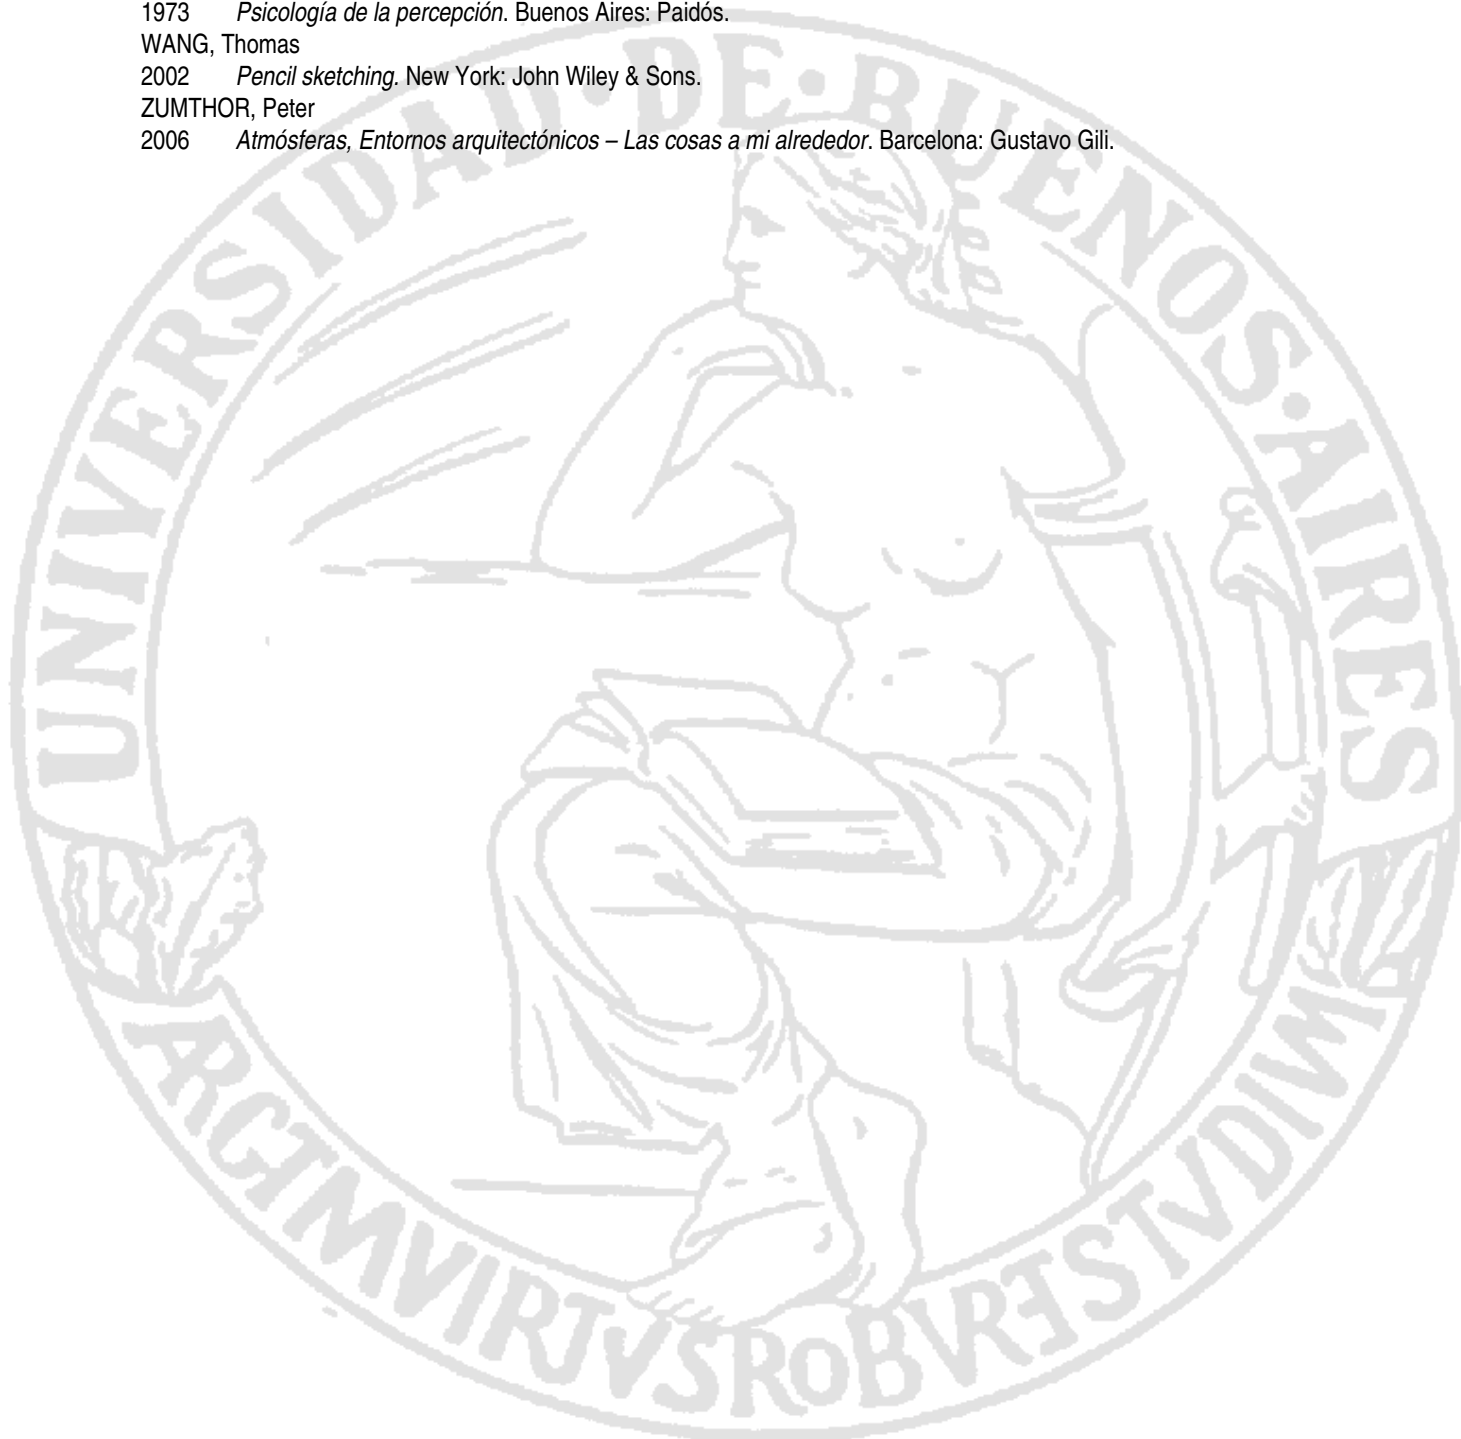 1973 Psicología de la percepción. Buenos Aires: Paidós.
WANG, Thomas
2002 Pencil sketching. New York: John Wiley & Sons.
ZUMTHOR, Peter
2006 Atmósferas, Entornos arquitectónicos – Las cosas a mi alrededor. Barcelona: Gustavo Gili.
UNIVERSIDAD • DE • BUENOS • AIRES
ARGTMVIRTVSROBVRETSTVDIVM